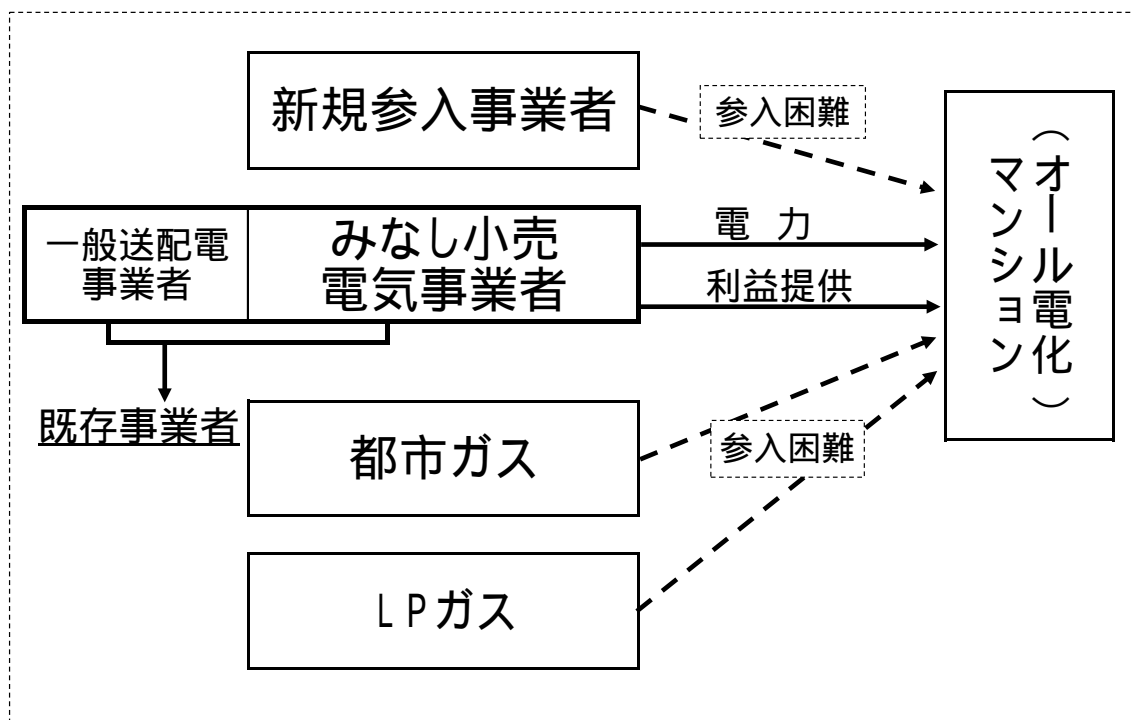 新規参入事業者
参入困難
（オール電化）
マンション
一般送配電
事業者
みなし小売
電気事業者
電 力
利益提供
既存事業者
都市ガス
参入困難
ＬＰガス